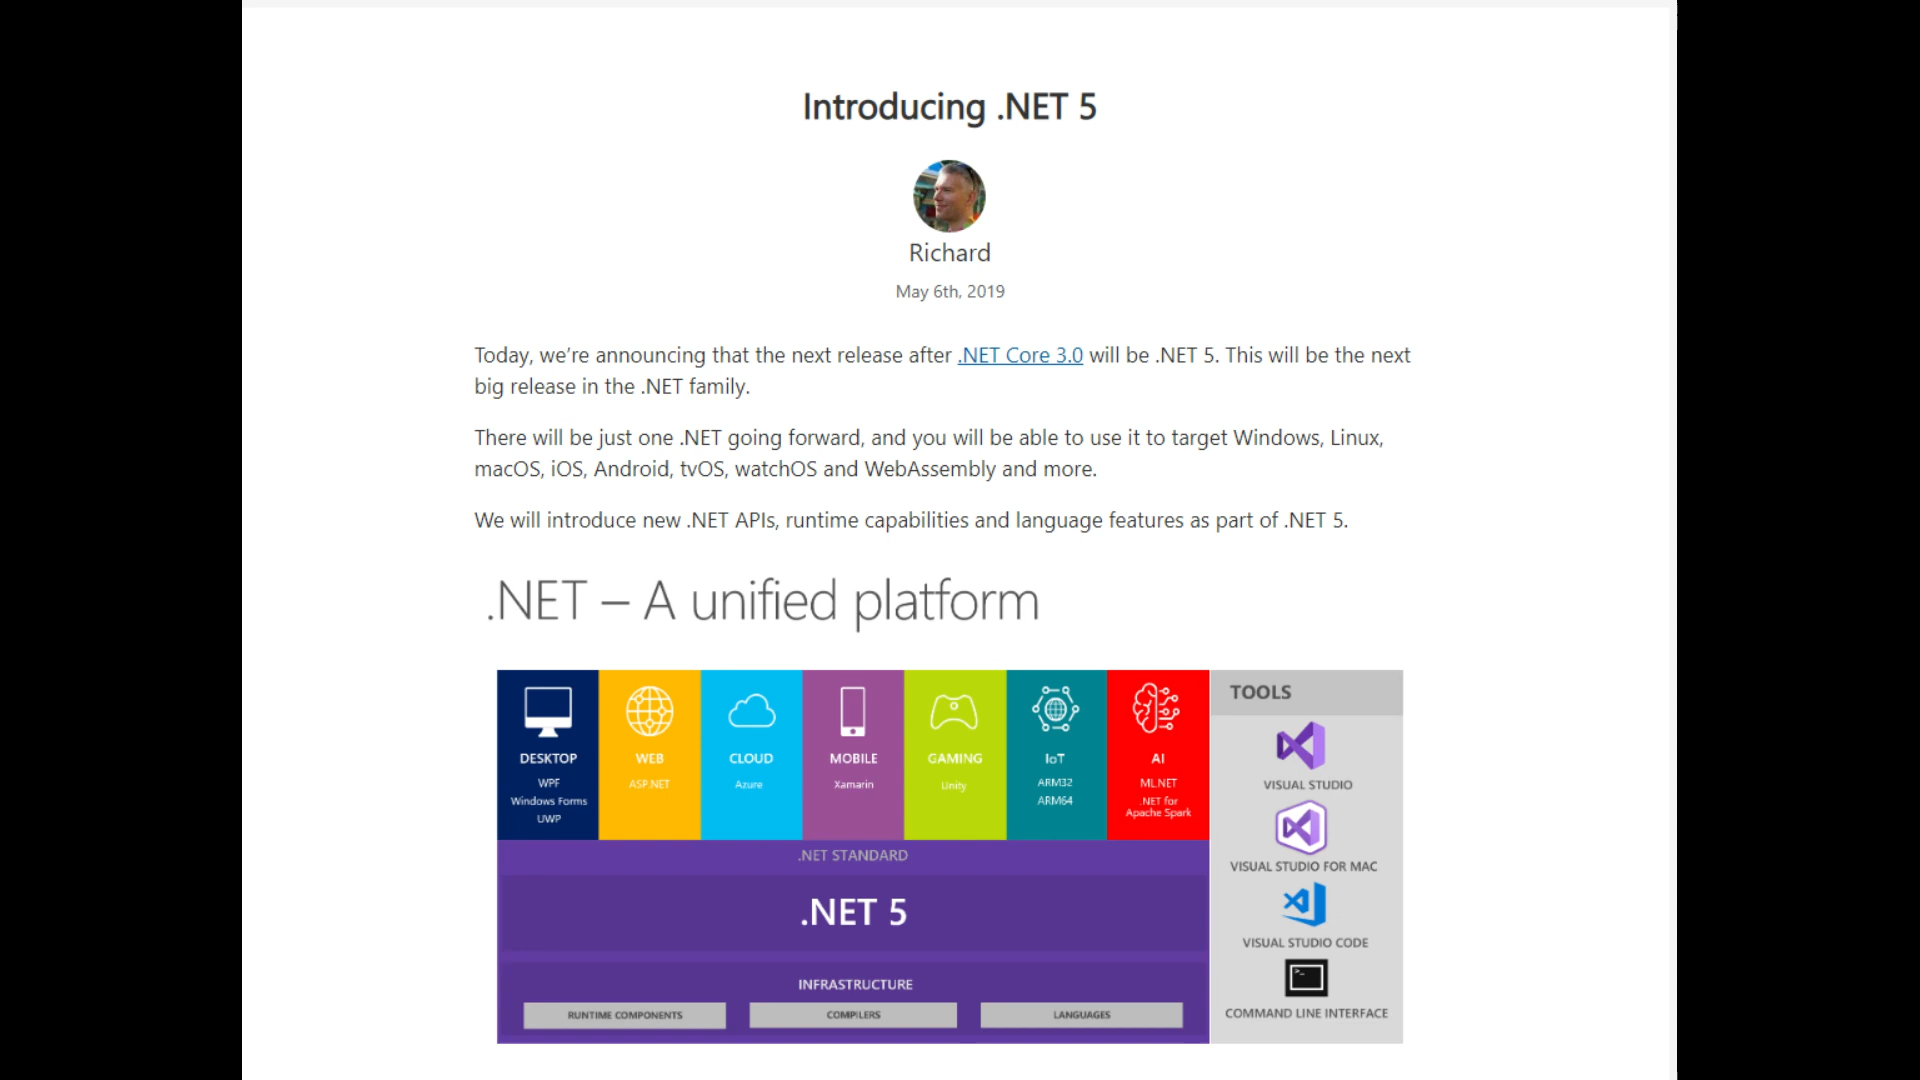 Introducing .NET 5
Richard
May 6th, 2019
Today, we’re announcing that the next release after .NET Core 3.0 will be .NET 5. This will be the next
big release in the .NET family.
There will be just one .NET going forward, and you will be able to use it to target Windows, Linux,
macOS, iOS, Android, tvOS, watchOS and WebAssembly and more.
We will introduce new .NET APIs, runtime capabilities and language features as part of .NET 5.
.NET – A unified platform
DESKTOP
WPF
Windows Forms
UWP
WEB
ASP.NET
CLOUD
Azure
MOBILE
Xamarin
GAMING
Unity
IoT
ARM32
ARM64
AI
ML.NET
.NET for
Apache Spark
.NET STANDARD
.NET 5
INFRASTRUCTURE
RUNTIME COMPONENTS
COMPILERS
LANGUAGES
TOOLS
VISUAL STUDIO
VISUAL STUDIO FOR MAC
VISUAL STUDIO CODE
COMMAND LINE INTERFACE